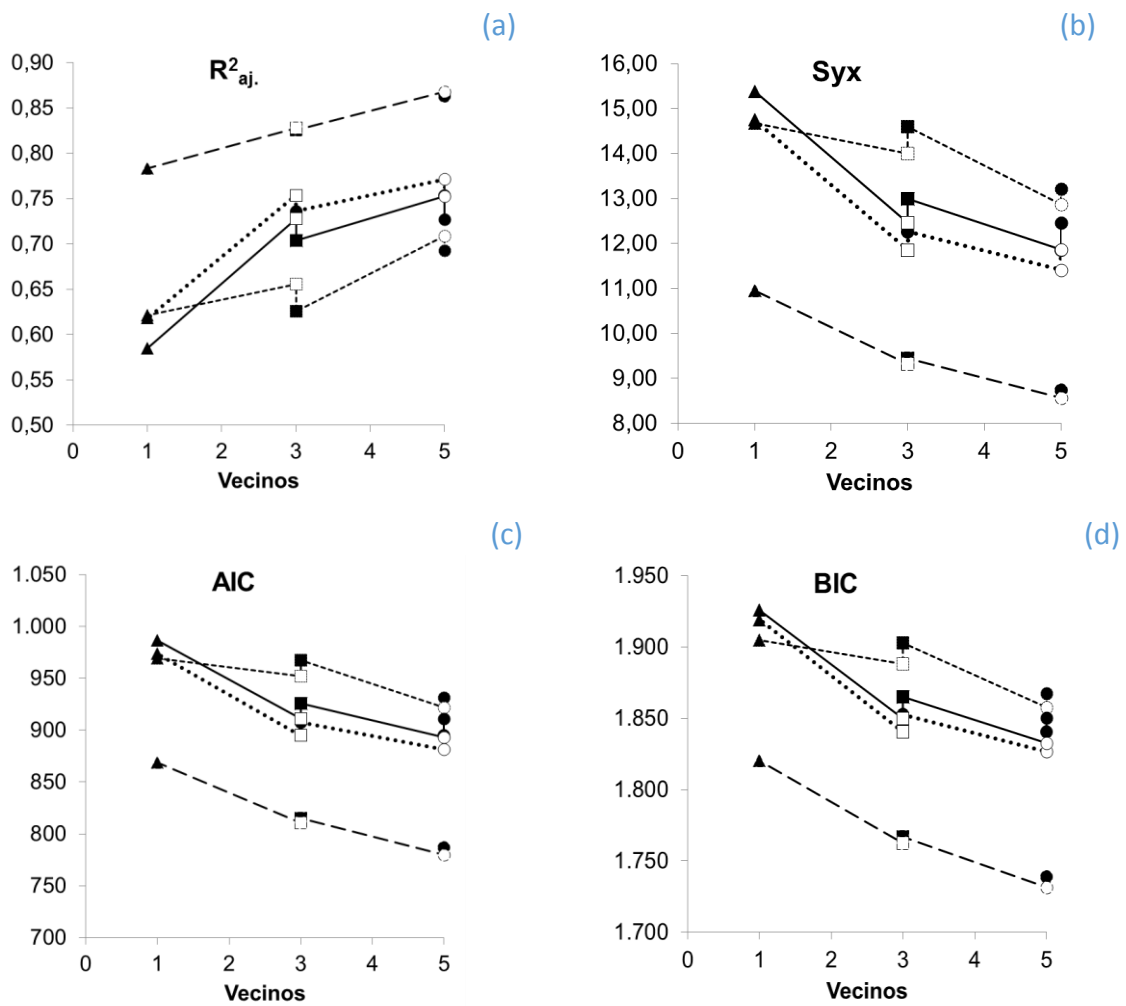 (a)
R²aj.
0,90
0,85
0,80
0,75
0,70
0,65
0,60
0,55
0,50
0 1 2 3 4 5
Vecinos
(b)
Syx
16,00
15,00
14,00
13,00
12,00
11,00
10,00
9,00
8,00
0 1 2 3 4 5
Vecinos
(c)
AIC
1.050
1.000
950
900
850
800
750
700
0 1 2 3 4 5
Vecinos
(d)
BIC
1.950
1.900
1.850
1.800
1.750
1.700
0 1 2 3 4 5
Vecinos